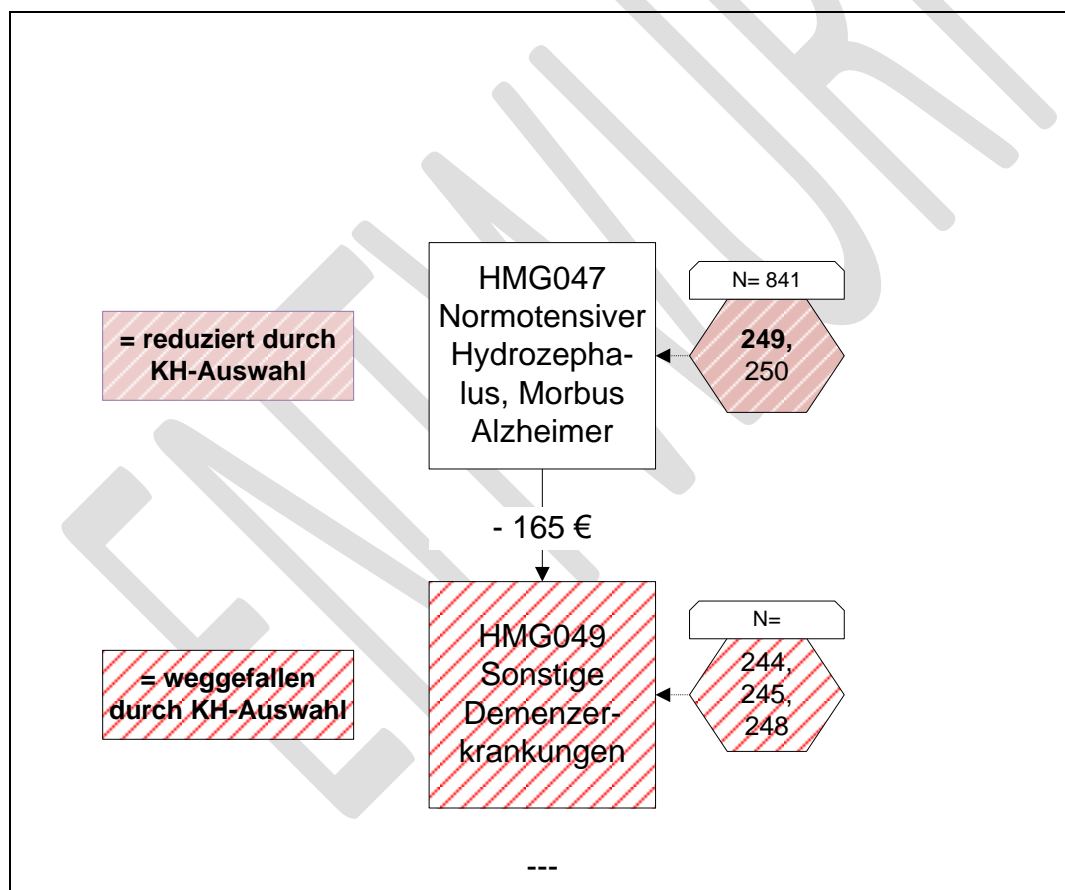 ENTWURF
HMG047
Normotensiver
Hydrozepha-
lus, Morbus
Alzheimer
N= 841
249,
250
= reduziert durch
KH-Auswahl
- 165 €
HMG049
Sonstige
Demenzer-
krankungen
N=
244,
245,
248
= weggefallen
durch KH-Auswahl
---